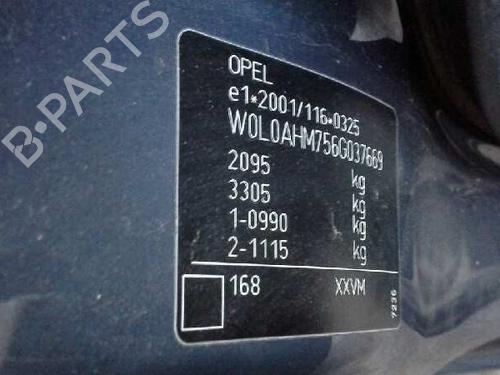 B-PARTS
OPEL
e1*2001/116*0325
W0L0AHM756G037669
2095 kg
3305 kg
1-0990 kg
2-1115 kg
168 XXVM
7236